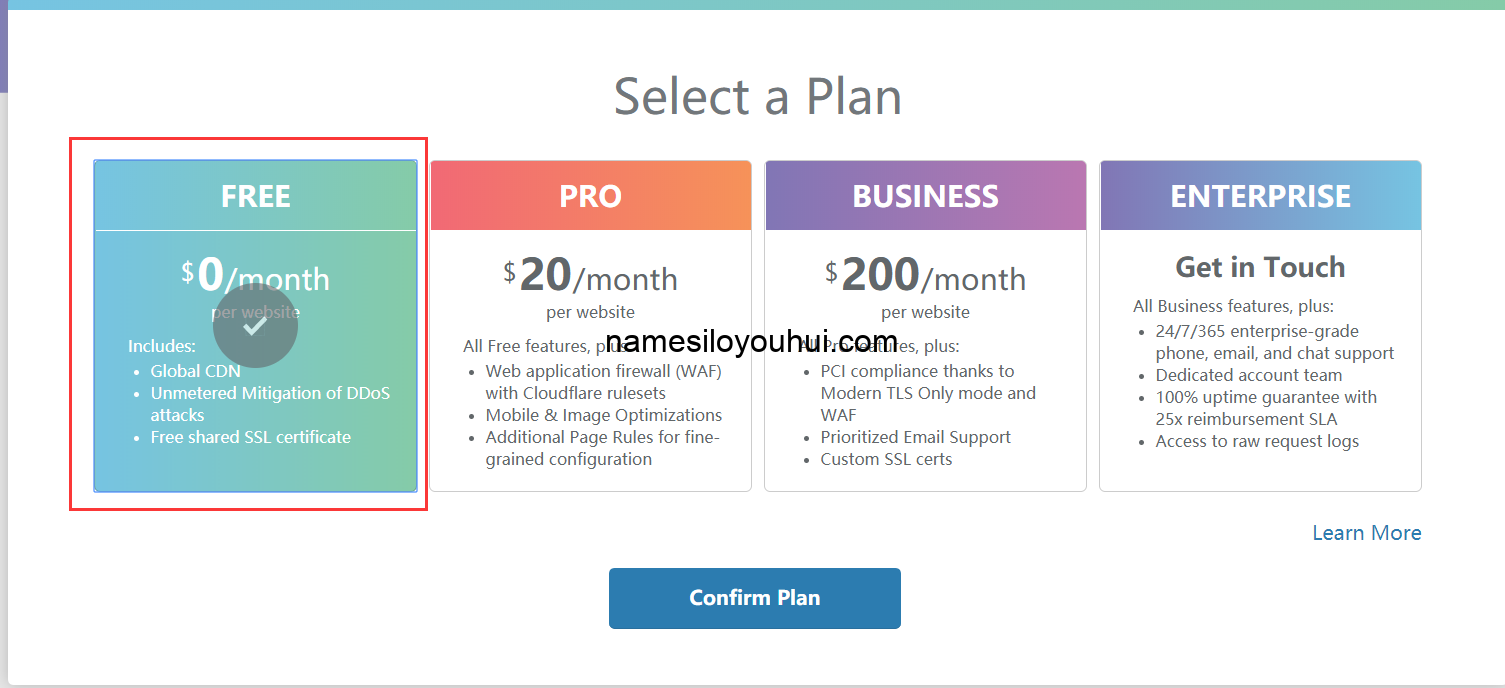 Select a Plan
FREE
$0/month
per website
Includes:
Global CDN
Unmetered Mitigation of DDoS
attacks
Free shared SSL certificate
PRO
$20/month
per website
All Free features, plus:
Web application firewall (WAF)
with Cloudflare rulesets
Mobile & Image Optimizations
Additional Page Rules for fine-
grained configuration
BUSINESS
$200/month
per website
All Pro features, plus:
PCI compliance thanks to
Modern TLS Only mode and
WAF
Prioritized Email Support
Custom SSL certs
ENTERPRISE
Get in Touch
All Business features, plus:
24/7/365 enterprise-grade
phone, email, and chat support
Dedicated account team
100% uptime guarantee with
25x reimbursement SLA
Access to raw request logs
namesiloyouhui.com
Learn More
Confirm Plan